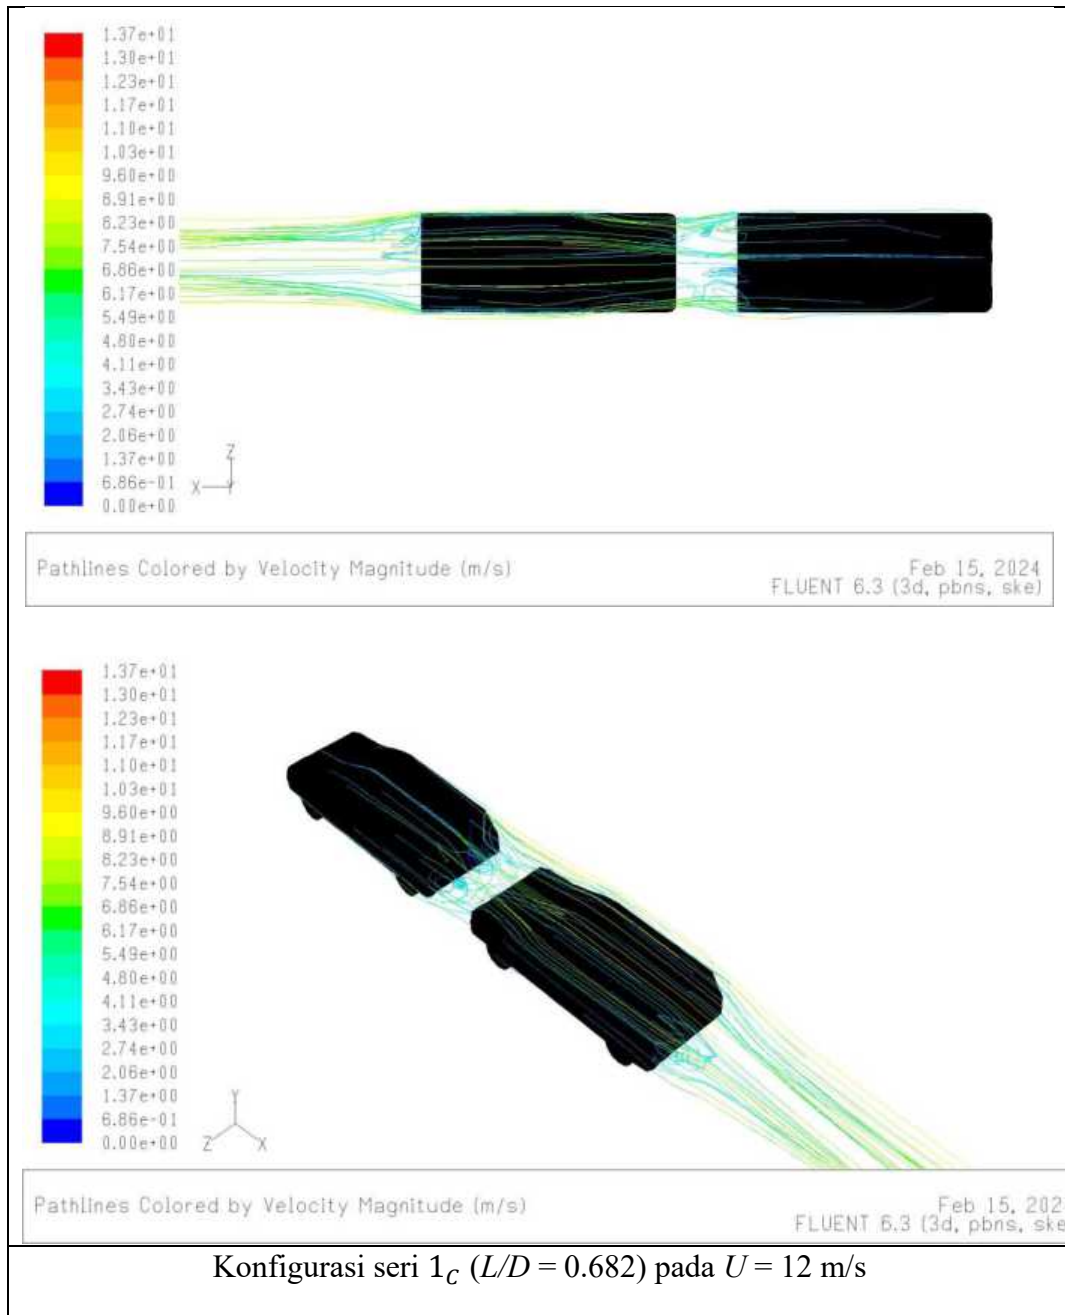 1.37e+01
1.30e+01
1.23e+01
1.17e+01
1.10e+01
1.03e+01
9.60e+00
8.91e+00
8.23e+00
7.54e+00
6.86e+00
6.17e+00
5.49e+00
4.80e+00
4.11e+00
3.43e+00
2.74e+00
2.06e+00
1.37e+00
6.86e-01
0.00e+00
Z
X Y
Pathlines Colored by Velocity Magnitude (m/s)
Feb 15, 2024
FLUENT 6.3 (3d, pbns, ske)
1.37e+01
1.30e+01
1.23e+01
1.17e+01
1.10e+01
1.03e+01
9.60e+00
8.91e+00
8.23e+00
7.54e+00
6.86e+00
6.17e+00
5.49e+00
4.80e+00
4.11e+00
3.43e+00
2.74e+00
2.06e+00
1.37e+00
6.86e-01
0.00e+00
Y
Z X
Pathlines Colored by Velocity Magnitude (m/s)
Feb 15, 202
FLUENT 6.3 (3d, pbns, ske
Konfigurasi seri 1C (L/D = 0.682) pada U = 12 m/s